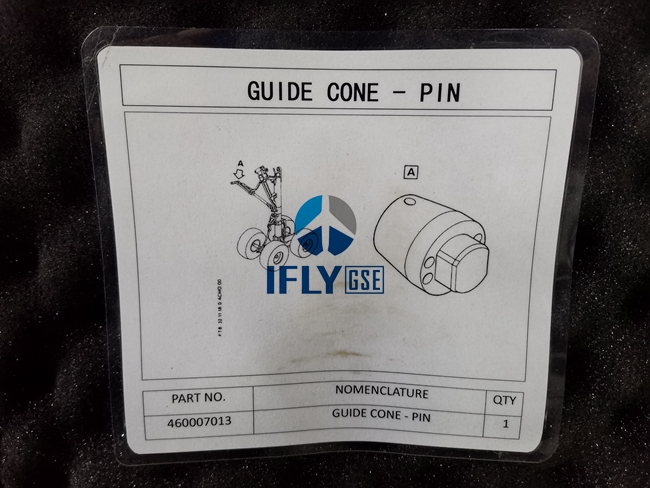 GUIDE CONE - PIN
A
A
IFLY GSE
PART NO. NOMENCLATURE QTY
460007013 GUIDE CONE - PIN 1